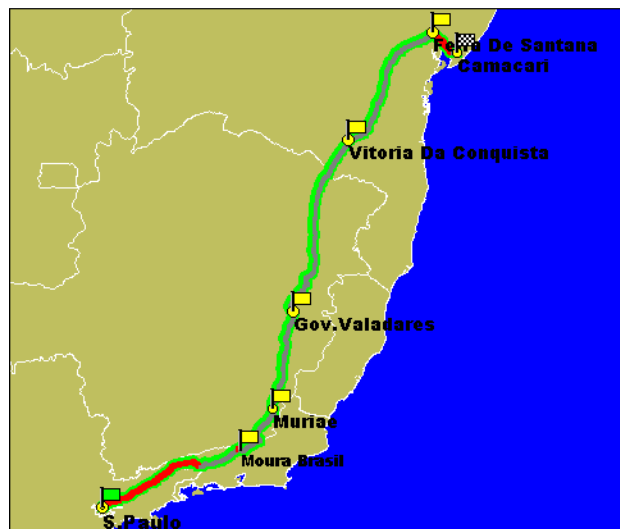 Feira De Santana
Camacari
Vitoria Da Conquista
Gov.Valadares
Muriae
Moura Brasil
S.Paulo